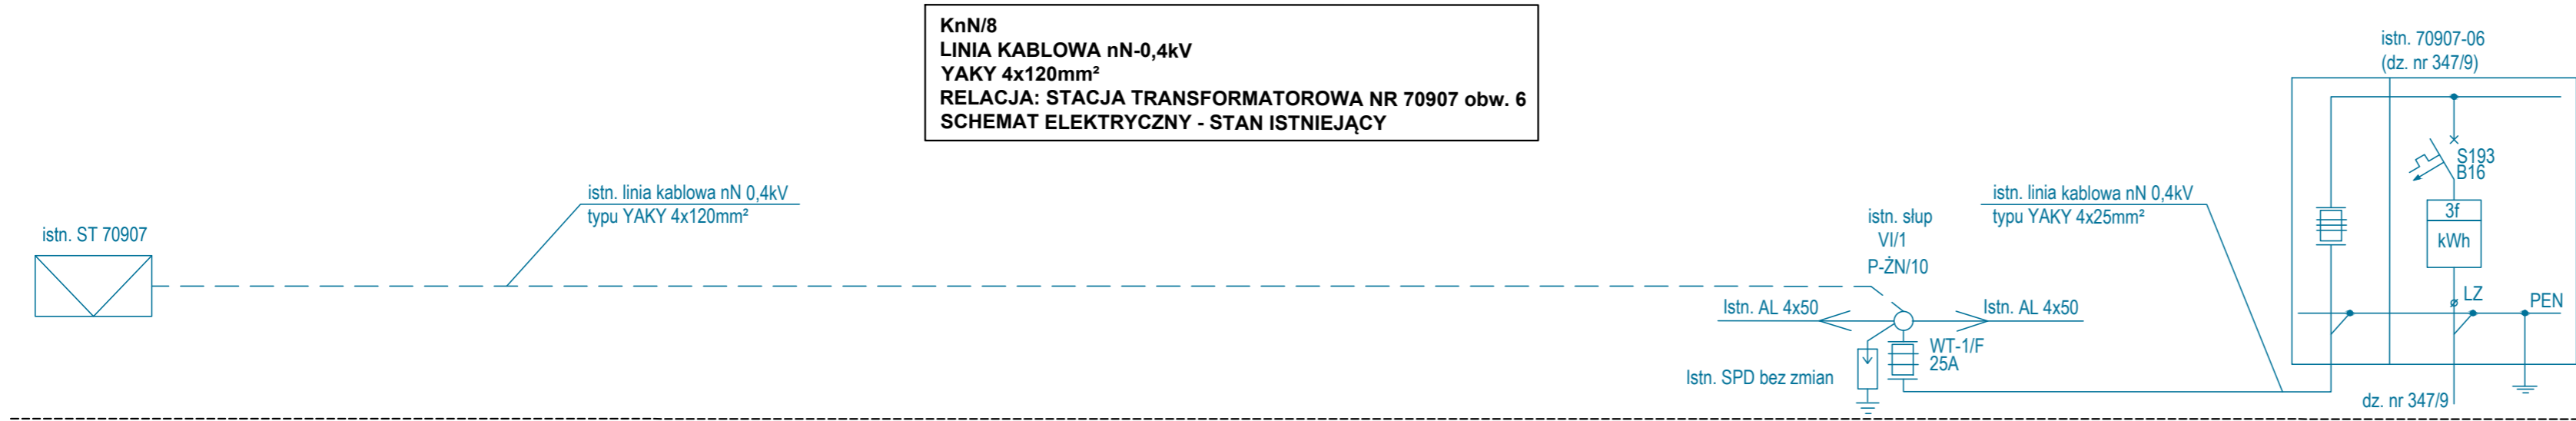 KnN/8
LINIA KABLOWA nN-0,4kV
YAKY 4x120mm²
RELACJA: STACJA TRANSFORMATOROWA NR 70907 obw. 6
SCHEMAT ELEKTRYCZNY - STAN ISTNIEJĄCY
istn. ST 70907
istn. linia kablowa nN 0,4kV
typu YAKY 4x120mm²
istn. słup
VI/1
P-ŻN/10
Istn. AL 4x50
Istn. AL 4x50
WT-1/F
25A
Istn. SPD bez zmian
istn. linia kablowa nN 0,4kV
typu YAKY 4x25mm²
istn. 70907-06
(dz. nr 347/9)
S193
B16
3f
kWh
LZ
PEN
dz. nr 347/9